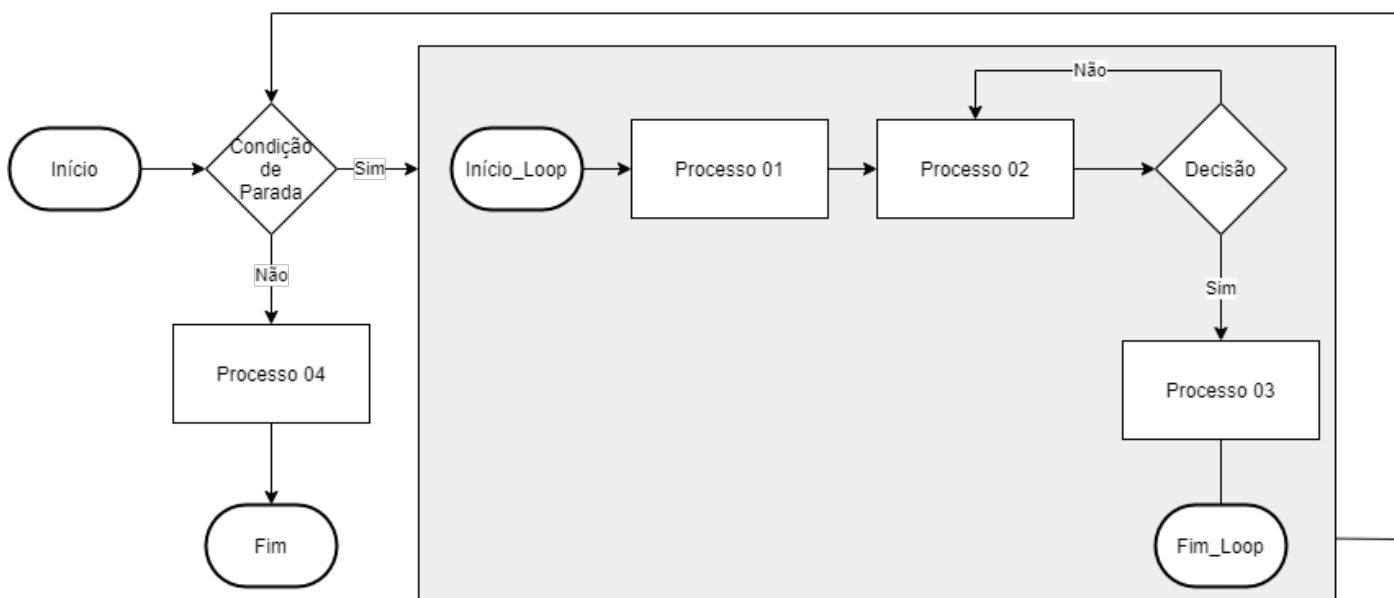 Não
Início
Condição
de
Parada
Sim
Início_Loop
Processo 01
Processo 02
Decisão
Não
Sim
Processo 04
Processo 03
Fim
Fim_Loop